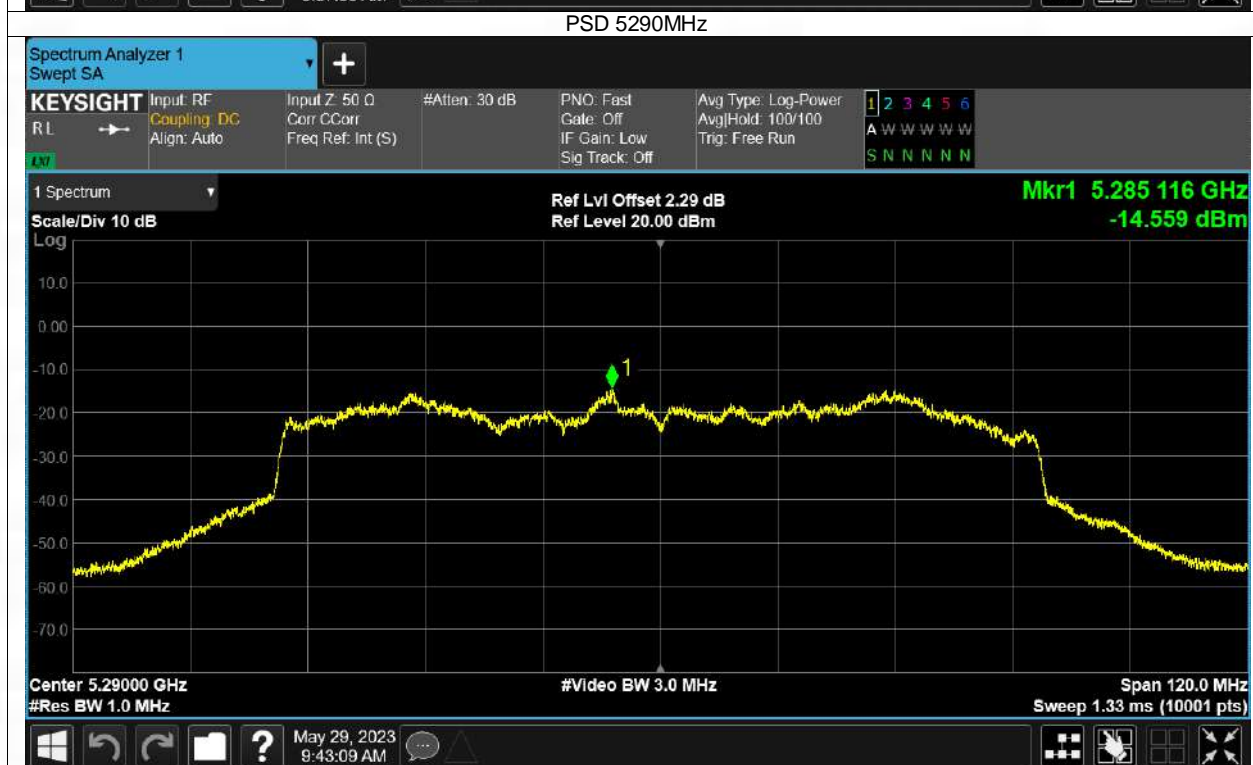 PSD 5290MHz
Spectrum Analyzer 1
Swept SA
+
KEYSIGHT
RL
LXI
Input: RF
Coupling: DC
Align: Auto
Input Z: 50 Ω
Corr CCorr
Freq Ref: Int (S)
#Atten: 30 dB
PNO: Fast
Gate: Off
IF Gain: Low
Sig Track: Off
Avg Type: Log-Power
Avg|Hold: 100/100
Trig: Free Run
1 2 3 4 5 6
A W W W W W
S N N N N N
1 Spectrum
Scale/Div 10 dB
Log
Ref Lvl Offset 2.29 dB
Ref Level 20.00 dBm
Mkr1 5.285 116 GHz
-14.559 dBm
10.0
0.00
-10.0
1
-20.0
-30.0
-40.0
-50.0
-60.0
-70.0
Center 5.29000 GHz
#Res BW 1.0 MHz
#Video BW 3.0 MHz
Span 120.0 MHz
Sweep 1.33 ms (10001 pts)
?
May 29, 2023
9:43:09 AM